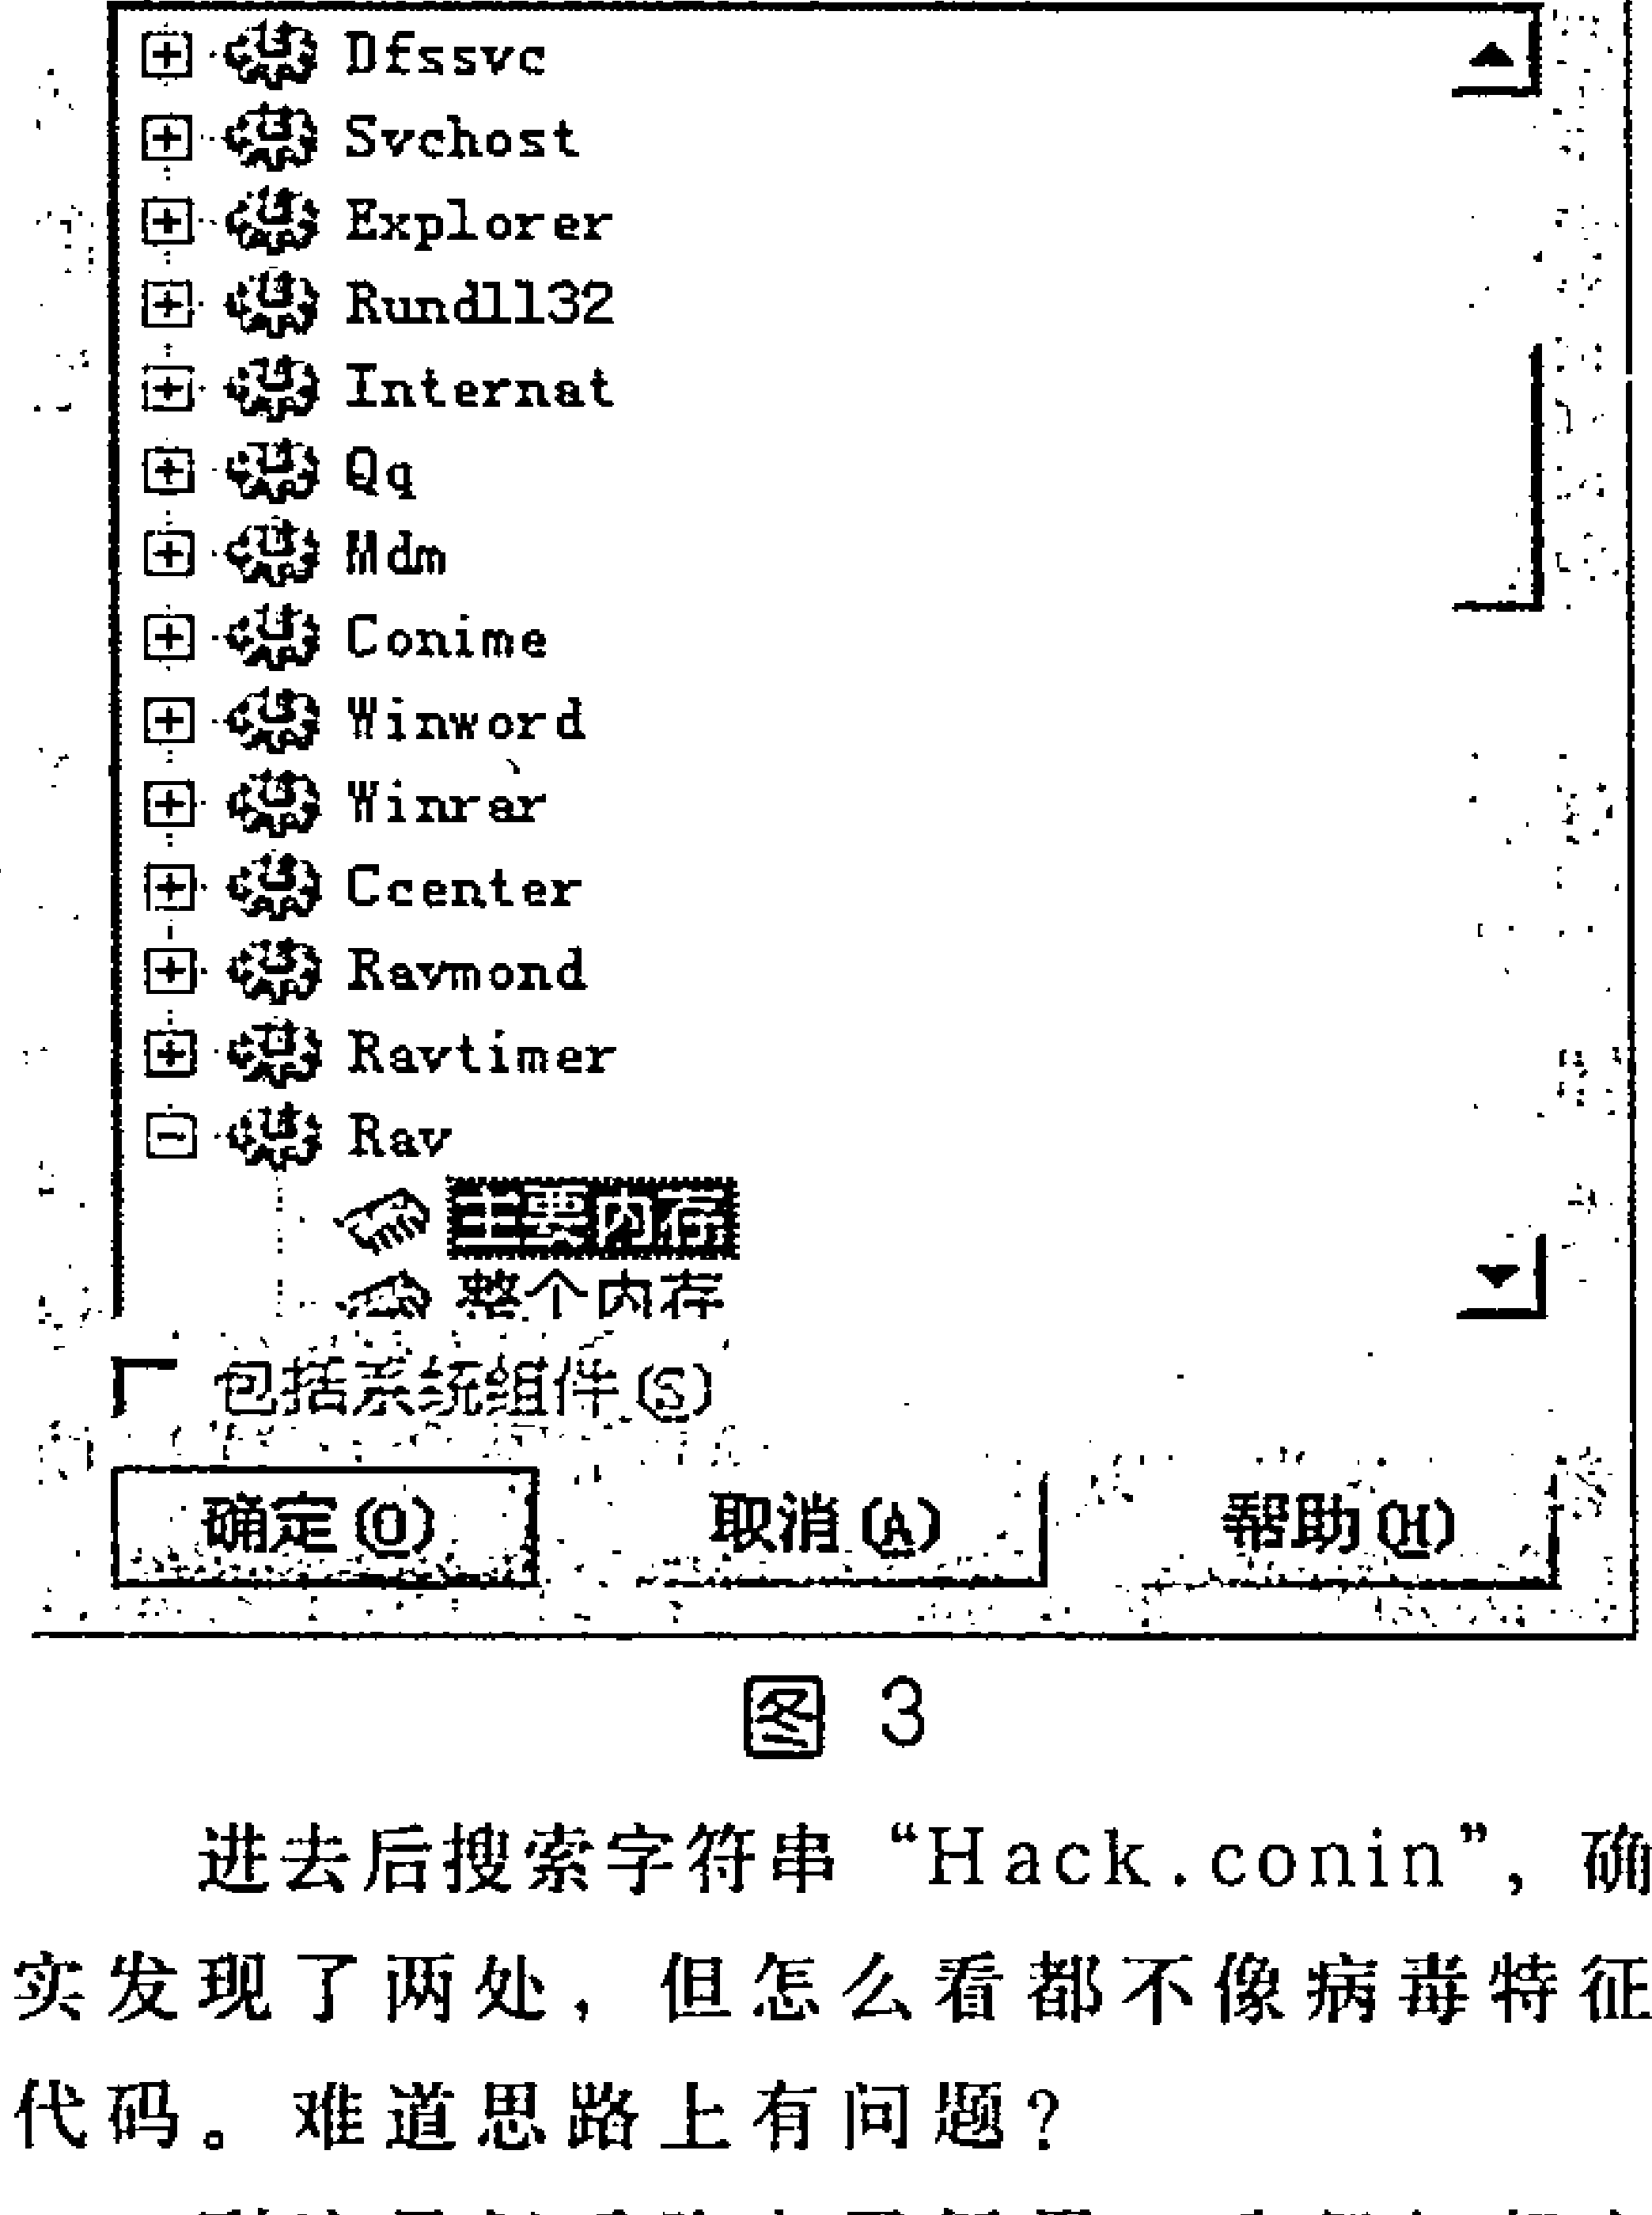 Dfssvc
Svchost
Explorer
Rundll32
Internat
Qq
Mdm
Conime
Winword
Winrar
Ccenter
Ravmond
Ravtimer
Rav
主要内存
整个内存
包括系统组件(S)
确定(O) 取消(A) 帮助(H)
图 3
进去后搜索字符串“Hack.conin”，确
实发现了两处，但怎么看都不像病毒特征
代码。难道思路上有问题？